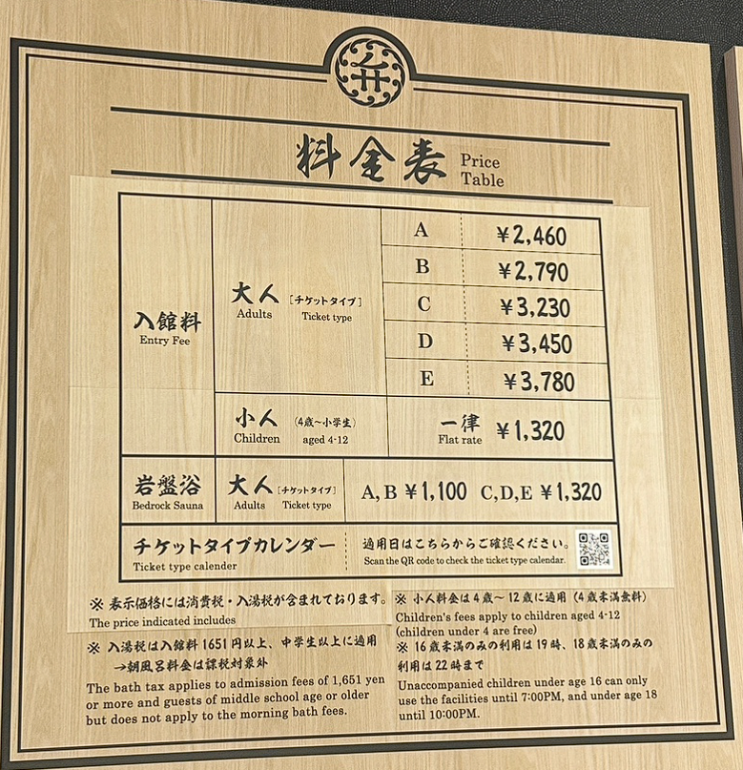 料金表 Price Table
入館料
Entry Fee
大人 [チケットタイプ]
Adults Ticket type
A ¥2,460
B ¥2,790
C ¥3,230
D ¥3,450
E ¥3,780
小人 (4歳~小学生)
Children aged 4-12
一律 ¥1,320
Flat rate
岩盤浴
Bedrock Sauna
大人 [チケットタイプ]
Adults Ticket type
A, B ¥1,100 C,D,E ¥1,320
チケットタイプカレンダー
Ticket type calender
適用日はこちらからご確認ください。
Scan the QR code to check the ticket type calendar.
※ 表示価格には消費税・入湯税が含まれております。
The price indicated includes
※ 入湯税は入館料1651円以上、中学生以上に適用
→朝風呂料金は課税対象外
The bath tax applies to admission fees of 1,651 yen
or more and guests of middle school age or older
but does not apply to the morning bath fees.
※ 小人料金は4歳~12歳に適用(4歳未満無料)
Children's fees apply to children aged 4-12
(children under 4 are free)
※ 16歳未満のみの利用は19時、18歳未満のみの
利用は22時まで
Unaccompanied children under age 16 can only
use the facilities until 7:00PM, and under age 18
until 10:00PM.